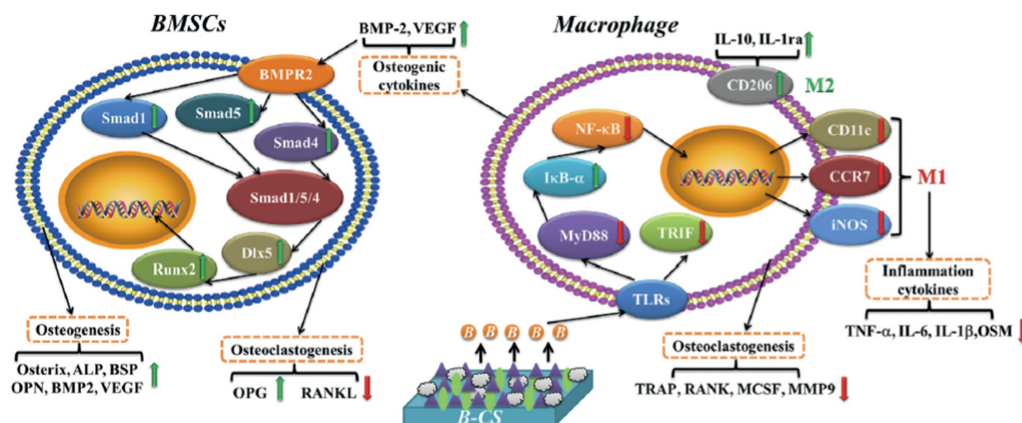 BMSCs
BMPR2
Smad1
Smad5
Smad4
Smad1/5/4
Dlx5
Runx2
Osteogenesis
Osterix, ALP, BSP
OPN, BMP2, VEGF
Osteoclastogenesis
OPG RANKL
BMP-2, VEGF
Osteogenic
cytokines
Macrophage
IL-10, IL-1ra
CD206
M2
NF-κB
IκB-α
MyD88
TRIF
TLRs
CD11c
CCR7
iNOS
M1
Inflammation
cytokines
TNF-α, IL-6, IL-1β,OSM
Osteoclastogenesis
TRAP, RANK, MCSF, MMP9
B B B B B
B-CS